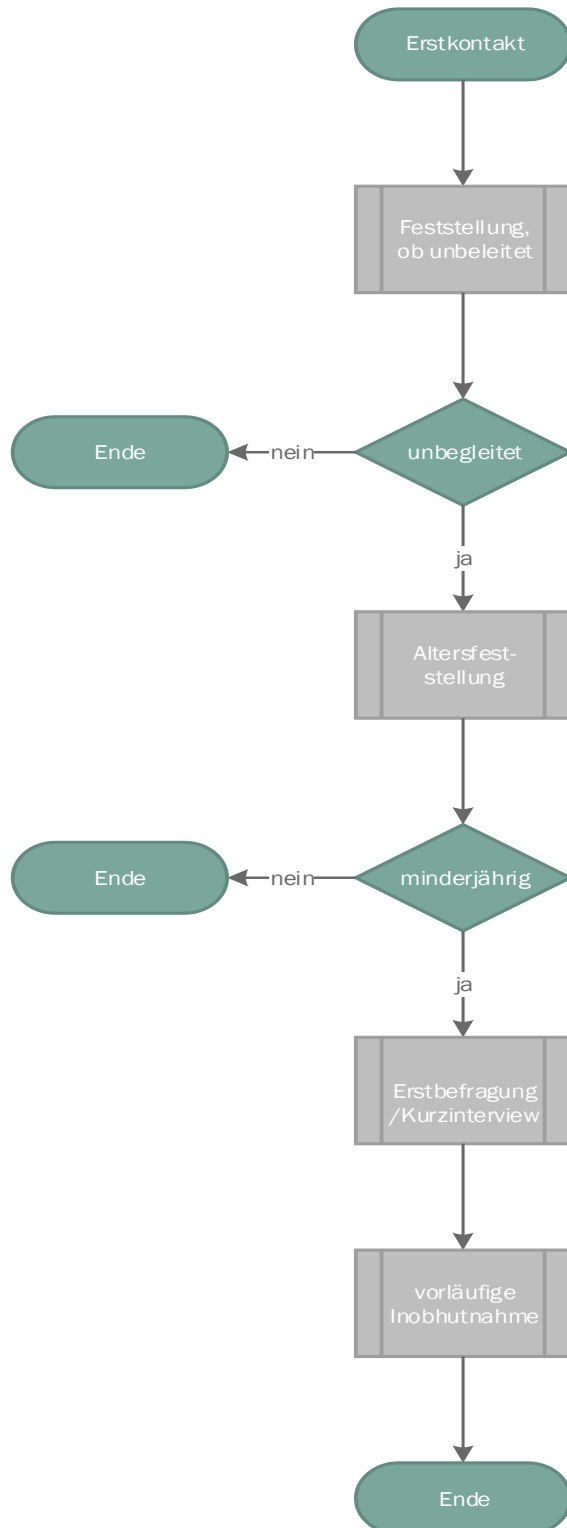 Erstkontakt
Feststellung,
ob unbeleitet
Ende
nein
unbegleitet
ja
Altersfest-
stellung
Ende
nein
minderjährig
ja
Erstbefragung
/Kurzinterview
vorläufige
Inobhutnahme
Ende